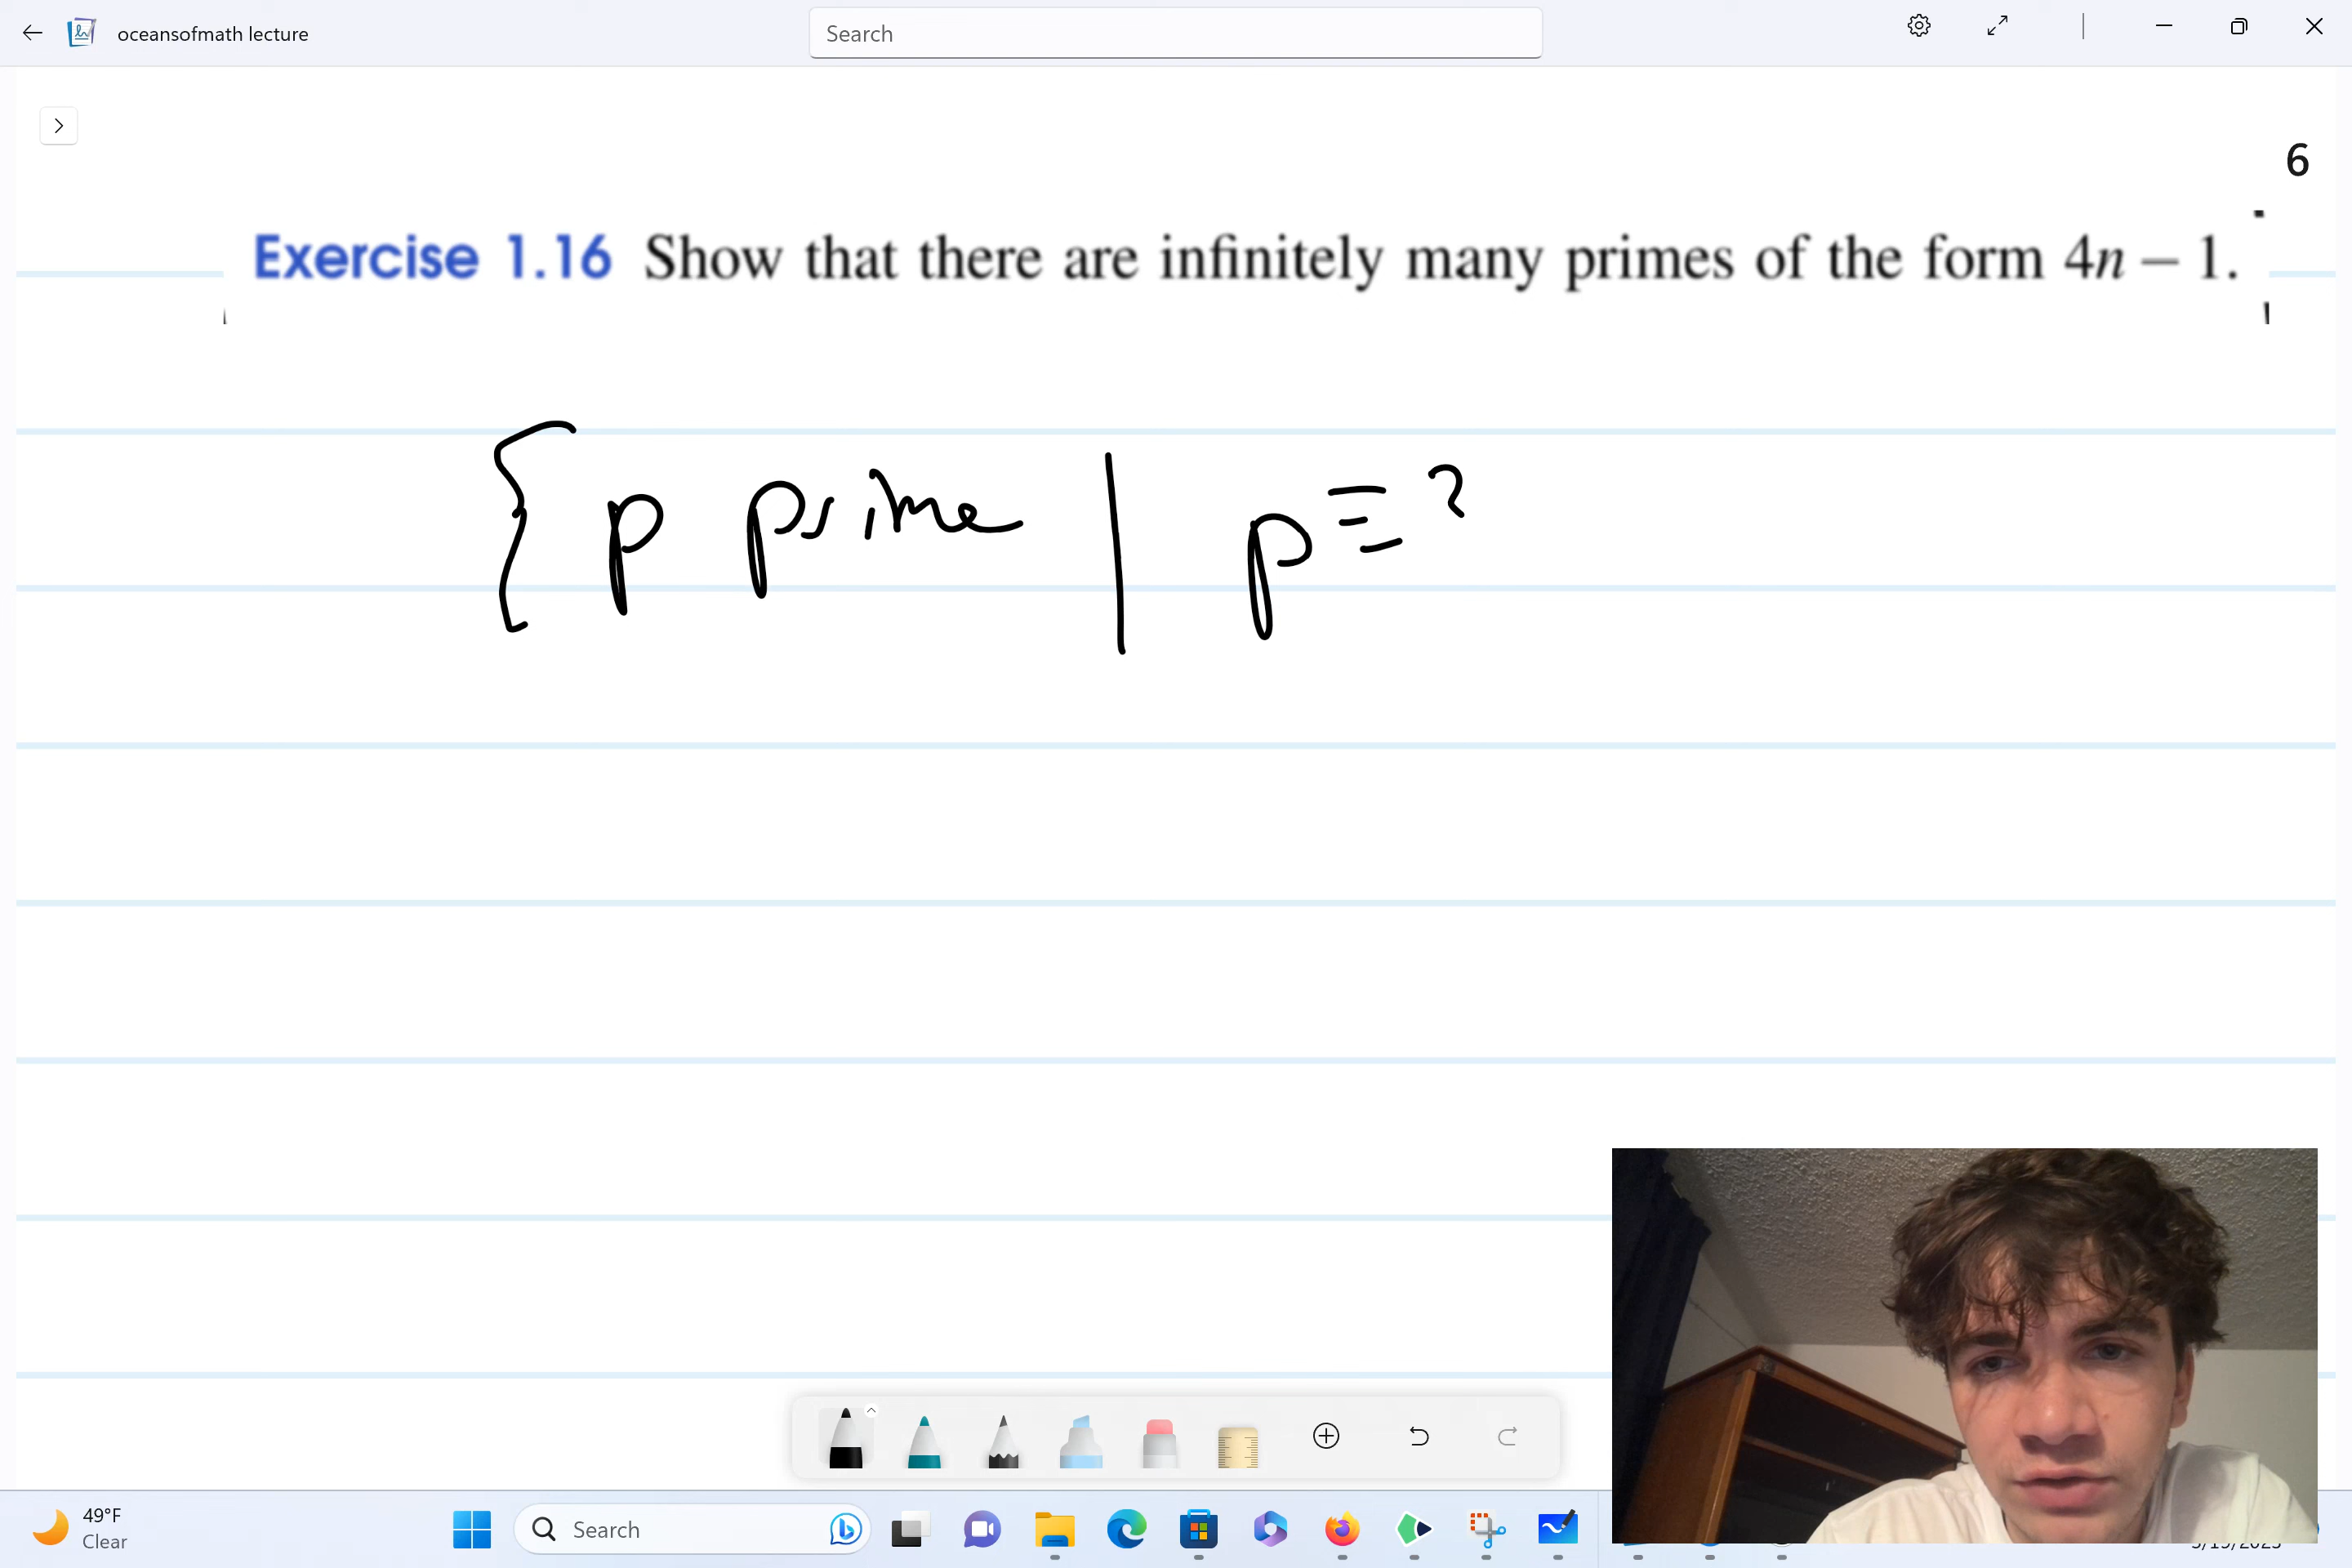 oceansofmath lecture
Search
6
Exercise 1.16 Show that there are infinitely many primes of the form 4n − 1.
{ p prime | p ≡ ?
49°F
Clear
Search